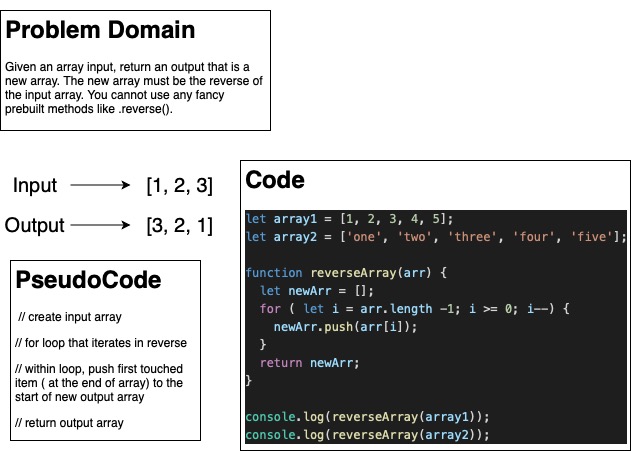 Problem Domain
Given an array input, return an output that is a
new array. The new array must be the reverse of
the input array. You cannot use any fancy
prebuilt methods like .reverse().
Input
[1, 2, 3]
Output
[3, 2, 1]
PseudoCode
// create input array
// for loop that iterates in reverse
// within loop, push first touched
item ( at the end of array) to the
start of new output array
// return output array
Code
let array1 = [1, 2, 3, 4, 5];
let array2 = ['one', 'two', 'three', 'four', 'five'];
function reverseArray(arr) {
  let newArr = [];
  for ( let i = arr.length -1; i >= 0; i--) {
    newArr.push(arr[i]);
  }
  return newArr;
}
console.log(reverseArray(array1));
console.log(reverseArray(array2));